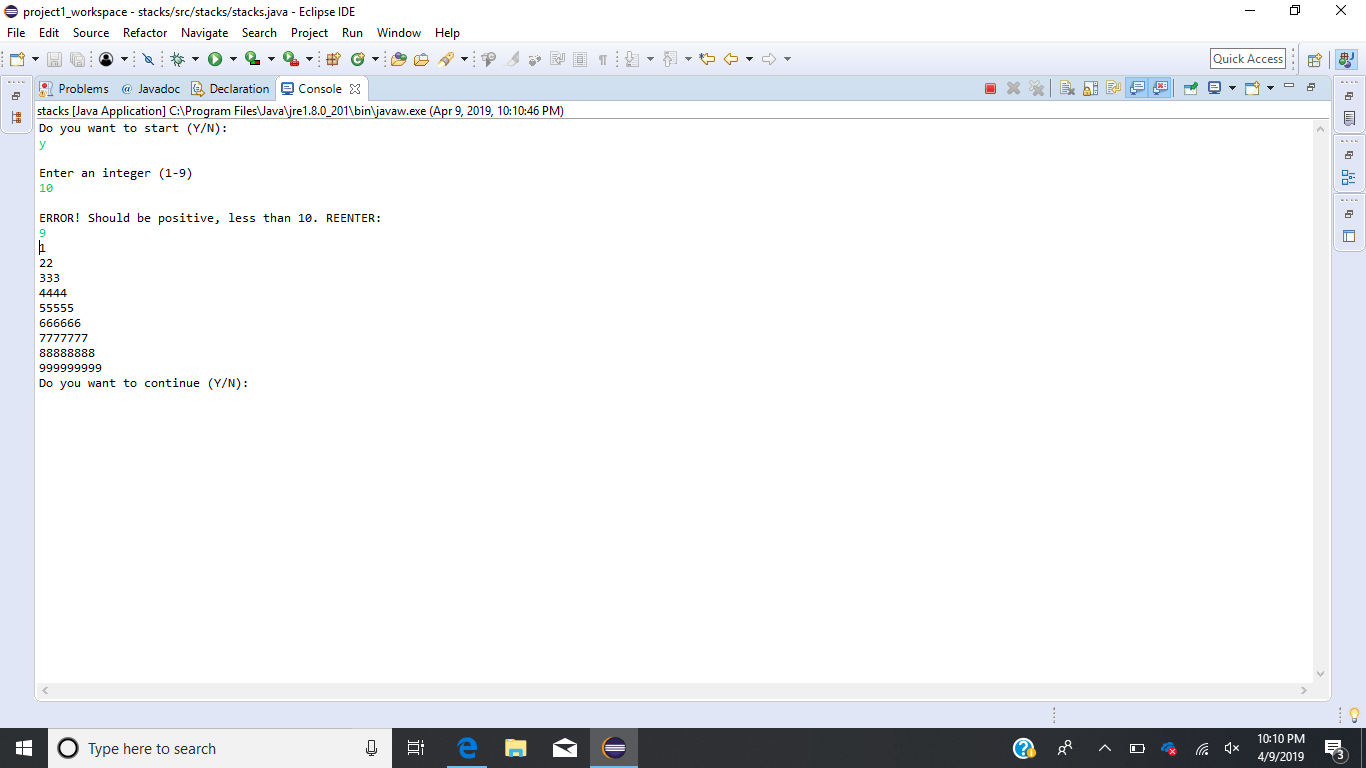 project1_workspace - stacks/src/stacks/stacks.java - Eclipse IDE
File Edit Source Refactor Navigate Search Project Run Window Help
Quick Access
Problems @ Javadoc Declaration Console
stacks [Java Application] C:\Program Files\Java\jre1.8.0_201\bin\javaw.exe (Apr 9, 2019, 10:10:46 PM)
Do you want to start (Y/N):
y
Enter an integer (1-9)
10
ERROR! Should be positive, less than 10. REENTER:
9
1
22
333
4444
55555
666666
7777777
88888888
999999999
Do you want to continue (Y/N):
Type here to search
10:10 PM
4/9/2019
3